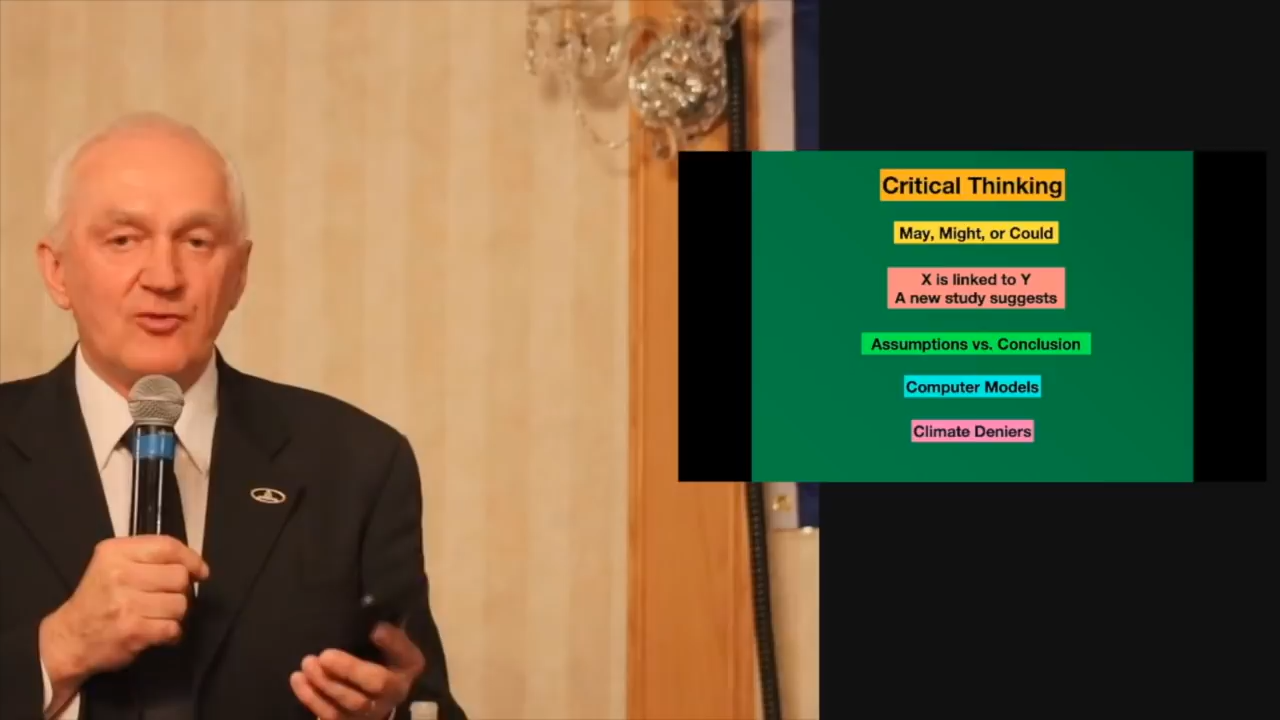 Critical Thinking
May, Might, or Could
X is linked to Y
A new study suggests
Assumptions vs. Conclusion
Computer Models
Climate Deniers